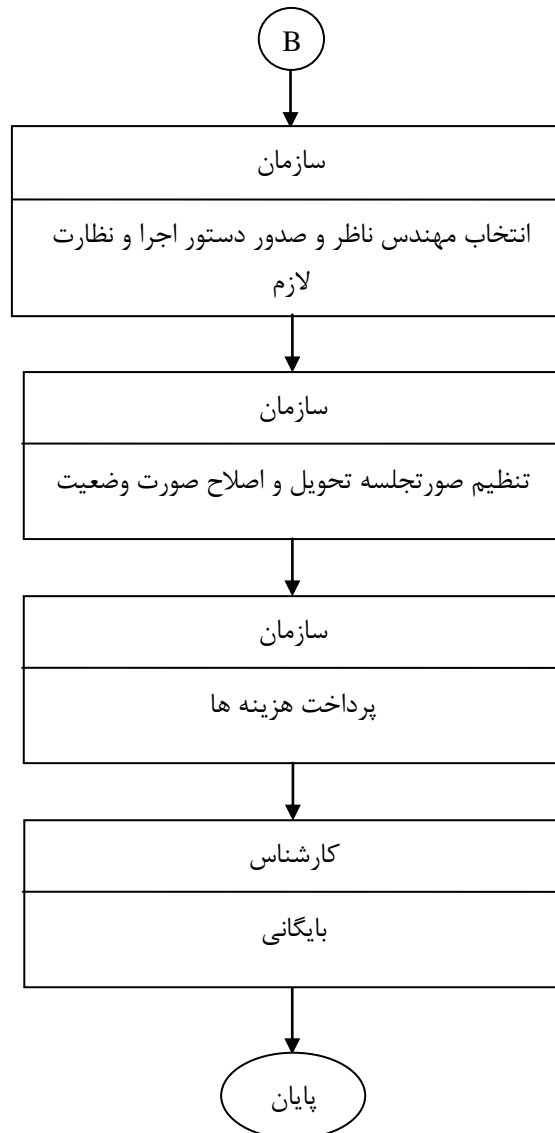 B
سازمان
انتخاب مهندس ناظر و صدور دستور اجرا و نظارت
لازم
سازمان
تنظیم صورتجلسه تحویل و اصلاح صورت وضعیت
سازمان
پرداخت هزینه ها
کارشناس
بایگانی
پایان